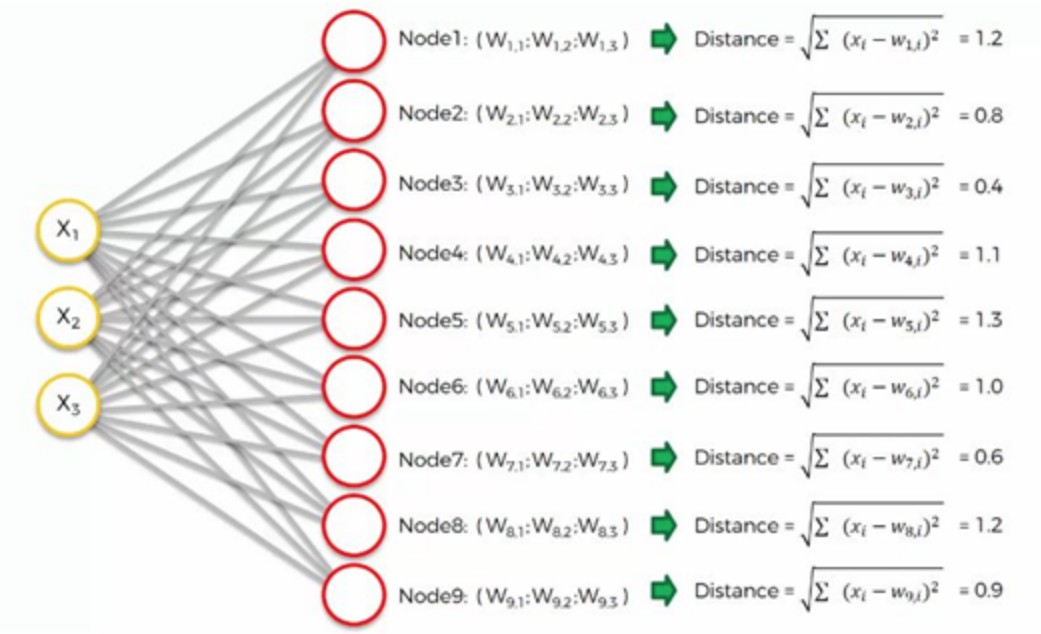 Node1: (W1,1:W1,2:W1,3) Distance = √Σ (xi − w1,i)² = 1.2
Node2: (W2,1:W2,2:W2,3) Distance = √Σ (xi − w2,i)² = 0.8
Node3: (W3,1:W3,2:W3,3) Distance = √Σ (xi − w3,i)² = 0.4
X1
Node4: (W4,1:W4,2:W4,3) Distance = √Σ (xi − w4,i)² = 1.1
X2
Node5: (W5,1:W5,2:W5,3) Distance = √Σ (xi − w5,i)² = 1.3
Node6: (W6,1:W6,2:W6,3) Distance = √Σ (xi − w6,i)² = 1.0
X3
Node7: (W7,1:W7,2:W7,3) Distance = √Σ (xi − w7,i)² = 0.6
Node8: (W8,1:W8,2:W8,3) Distance = √Σ (xi − w8,i)² = 1.2
Node9: (W9,1:W9,2:W9,3) Distance = √Σ (xi − w9,i)² = 0.9